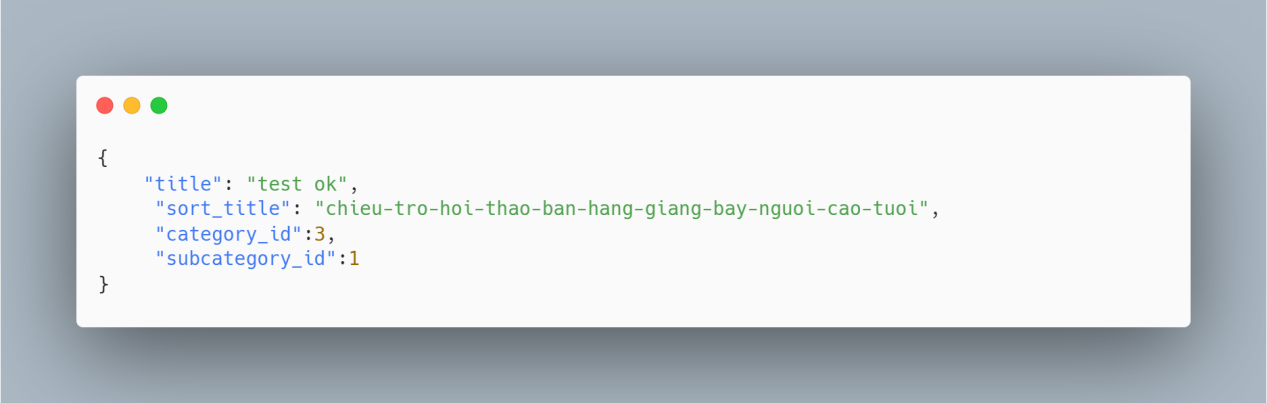 {
    "title": "test ok",
     "sort_title": "chieu-tro-hoi-thao-ban-hang-giang-bay-nguoi-cao-tuoi",
     "category_id":3,
     "subcategory_id":1
}